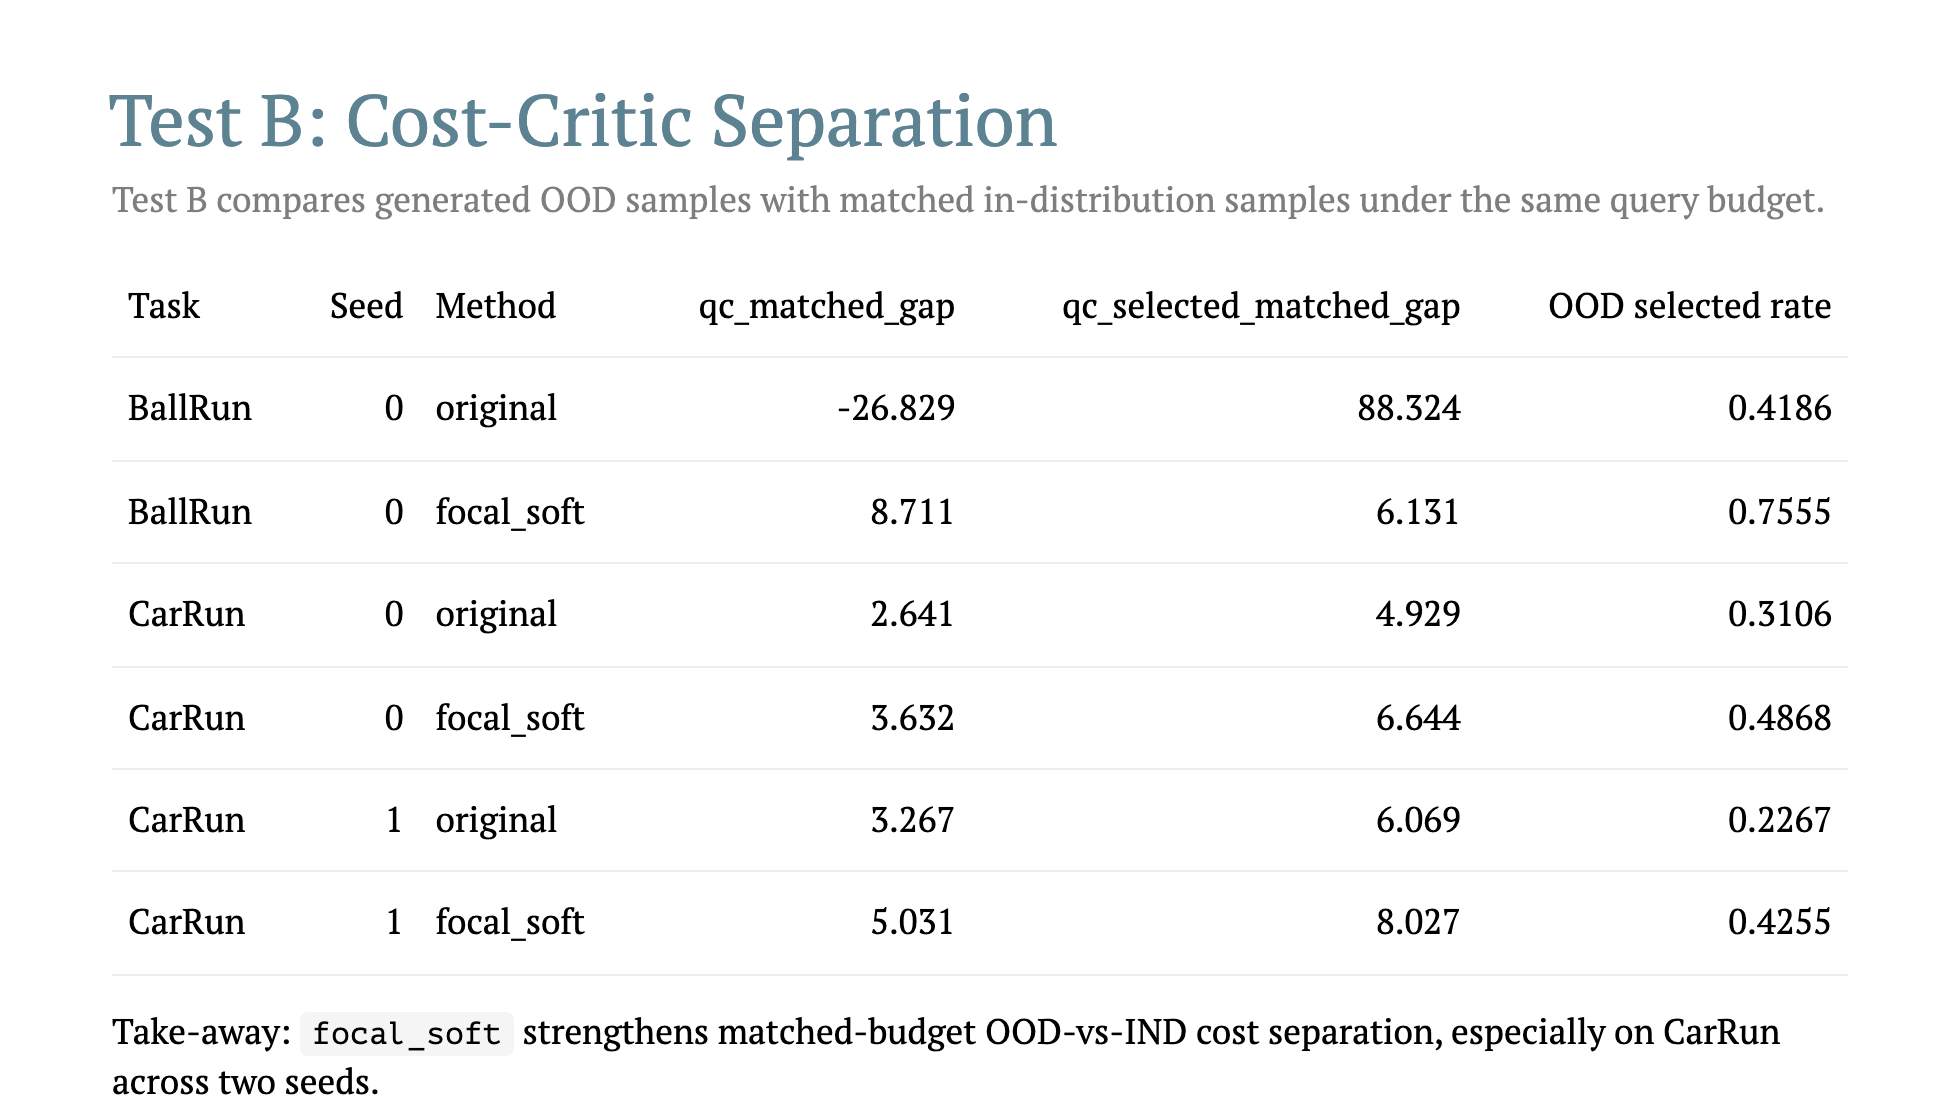 Test B: Cost-Critic Separation
Test B compares generated OOD samples with matched in-distribution samples under the same query budget.
Task Seed Method qc_matched_gap qc_selected_matched_gap OOD selected rate
BallRun 0 original -26.829 88.324 0.4186
BallRun 0 focal_soft 8.711 6.131 0.7555
CarRun 0 original 2.641 4.929 0.3106
CarRun 0 focal_soft 3.632 6.644 0.4868
CarRun 1 original 3.267 6.069 0.2267
CarRun 1 focal_soft 5.031 8.027 0.4255
Take-away: focal_soft strengthens matched-budget OOD-vs-IND cost separation, especially on CarRun
across two seeds.